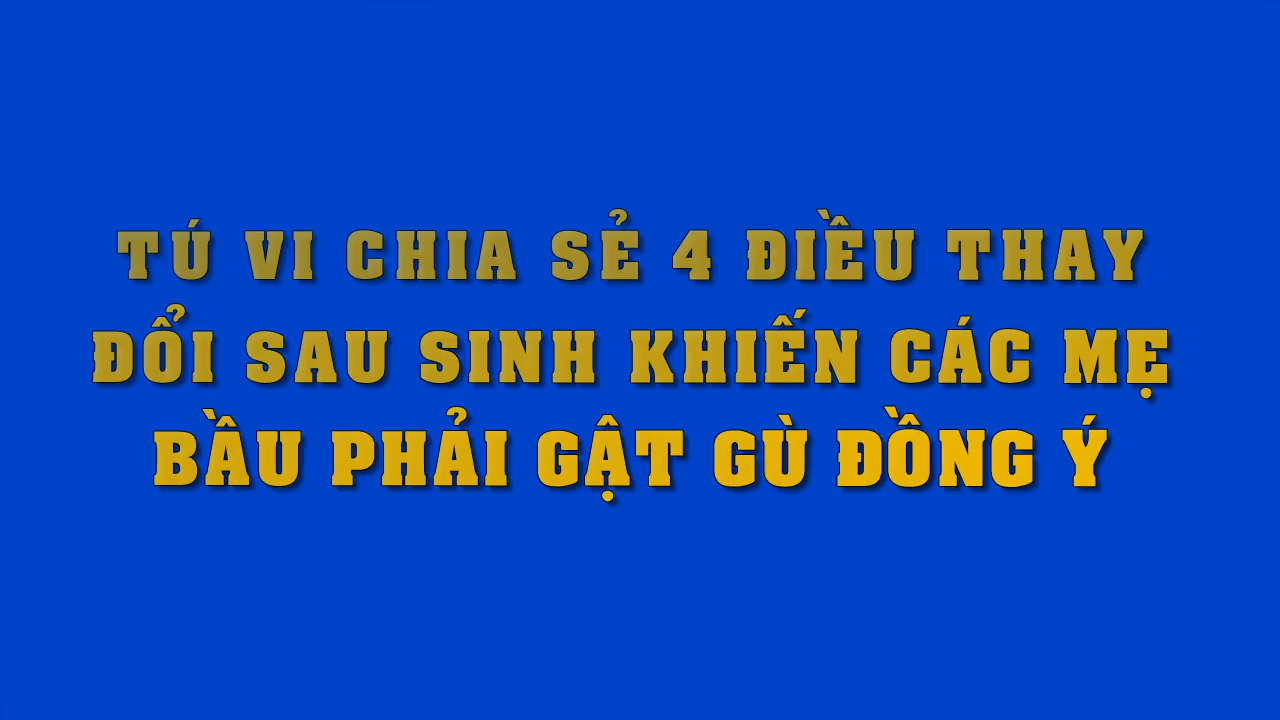 TÚ VI CHIA SẺ 4 ĐIỀU THAY
ĐỔI SAU SINH KHIẾN CÁC MẸ
BẦU PHẢI GẬT GÙ ĐỒNG Ý